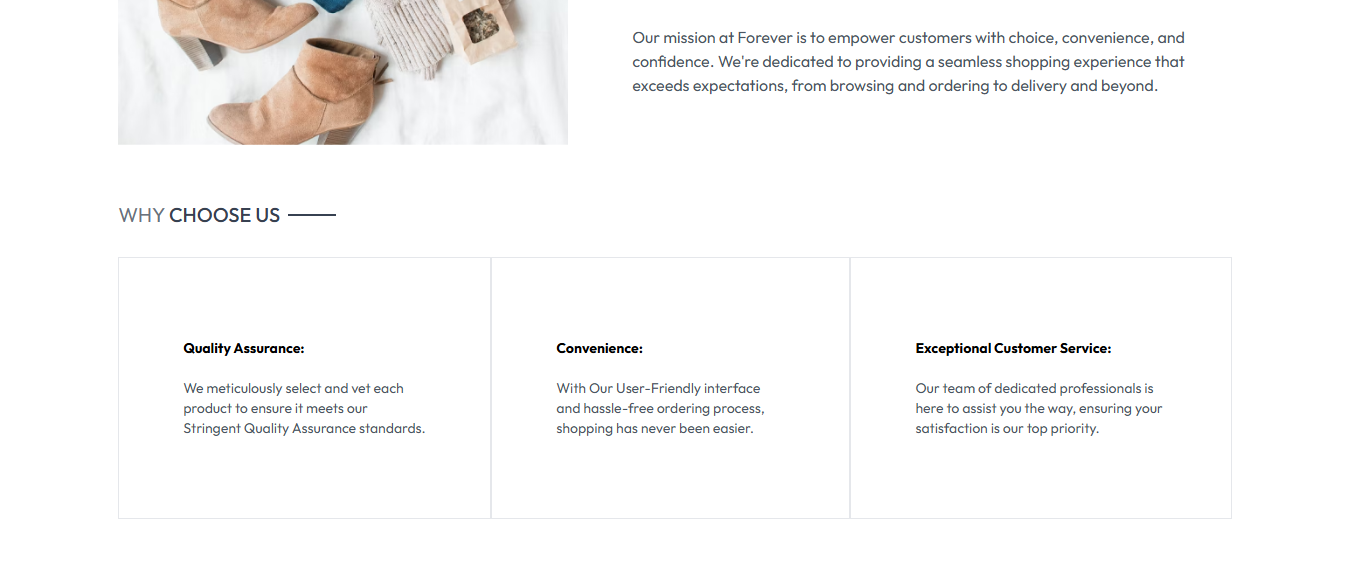 Our mission at Forever is to empower customers with choice, convenience, and
confidence. We're dedicated to providing a seamless shopping experience that
exceeds expectations, from browsing and ordering to delivery and beyond.
WHY CHOOSE US
Quality Assurance:
We meticulously select and vet each
product to ensure it meets our
Stringent Quality Assurance standards.
Convenience:
With Our User-Friendly interface
and hassle-free ordering process,
shopping has never been easier.
Exceptional Customer Service:
Our team of dedicated professionals is
here to assist you the way, ensuring your
satisfaction is our top priority.